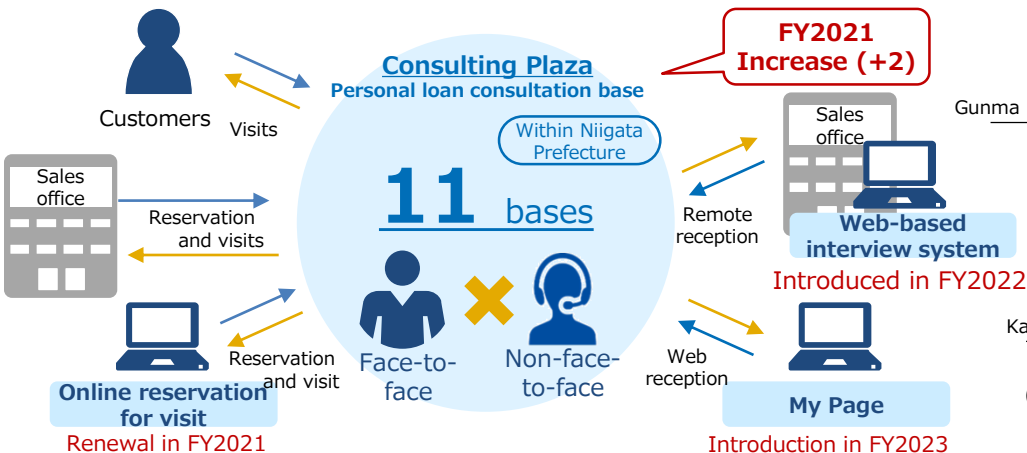 FY2021
Increase (+2)
Consulting Plaza
Personal loan consultation base
Within Niigata
Prefecture
11 bases
Face-to-
face
Non-face-
to-face
Customers
Visits
Sales
office
Reservation
and visits
Reservation
and visit
Online reservation
for visit
Renewal in FY2021
Sales
office
Gunma
Remote
reception
Web-based
interview system
Introduced in FY2022
Web
reception
My Page
Introduction in FY2023